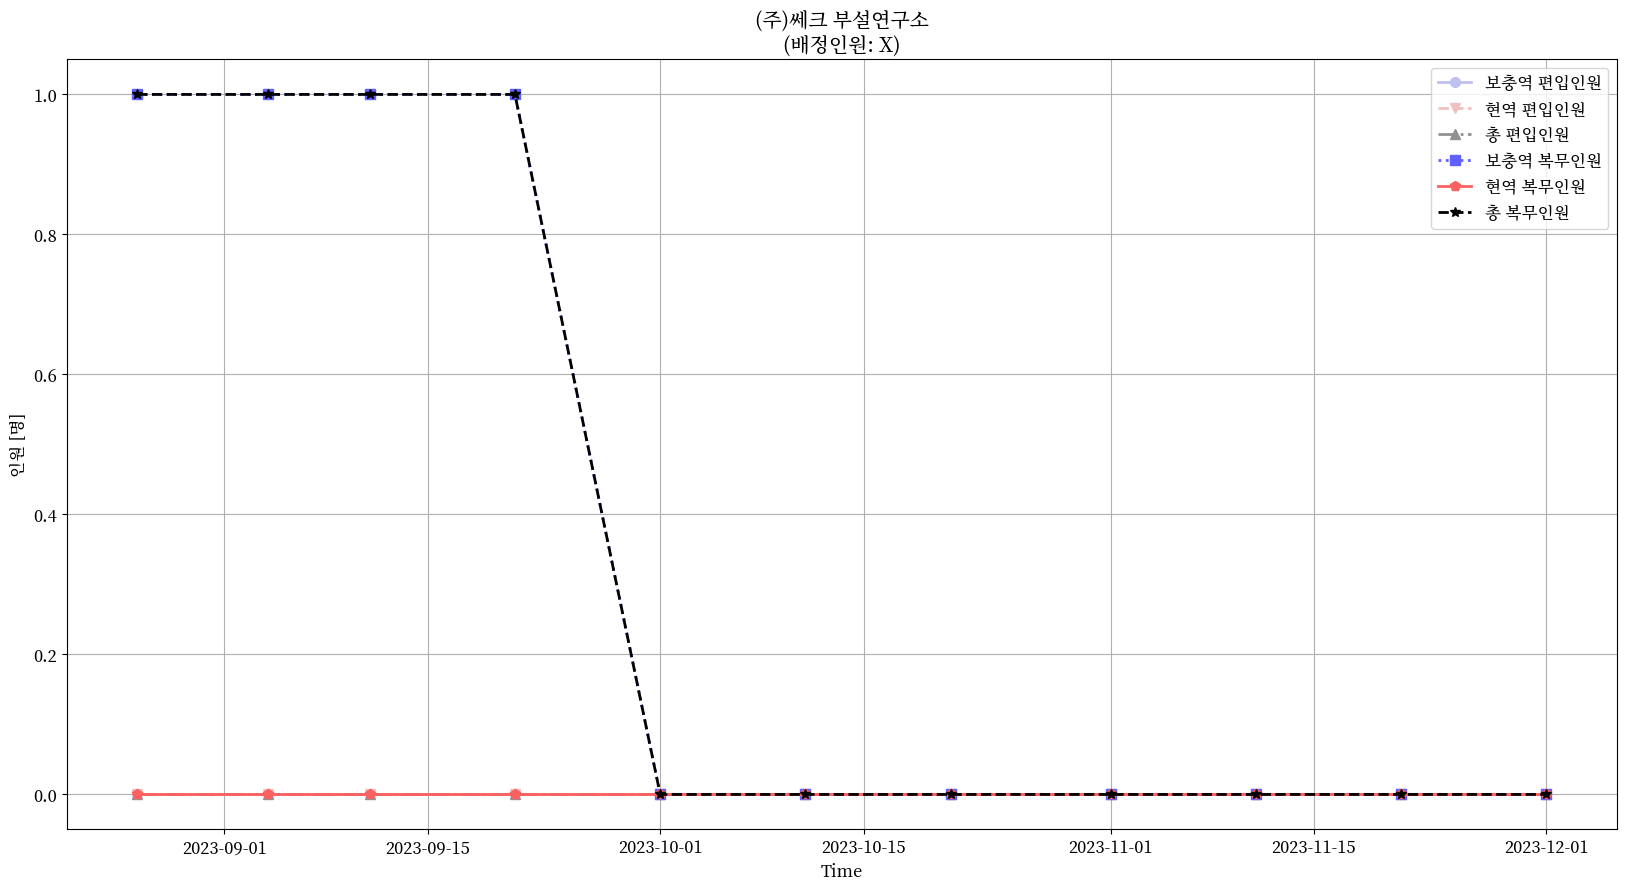 (주)쎄크 부설연구소
(배정인원: X)
보충역 편입인원
현역 편입인원
총 편입인원
보충역 복무인원
현역 복무인원
총 복무인원
인원 [명]
1.0
0.8
0.6
0.4
0.2
0.0
2023-09-01
2023-09-15
2023-10-01
2023-10-15
2023-11-01
2023-11-15
2023-12-01
Time